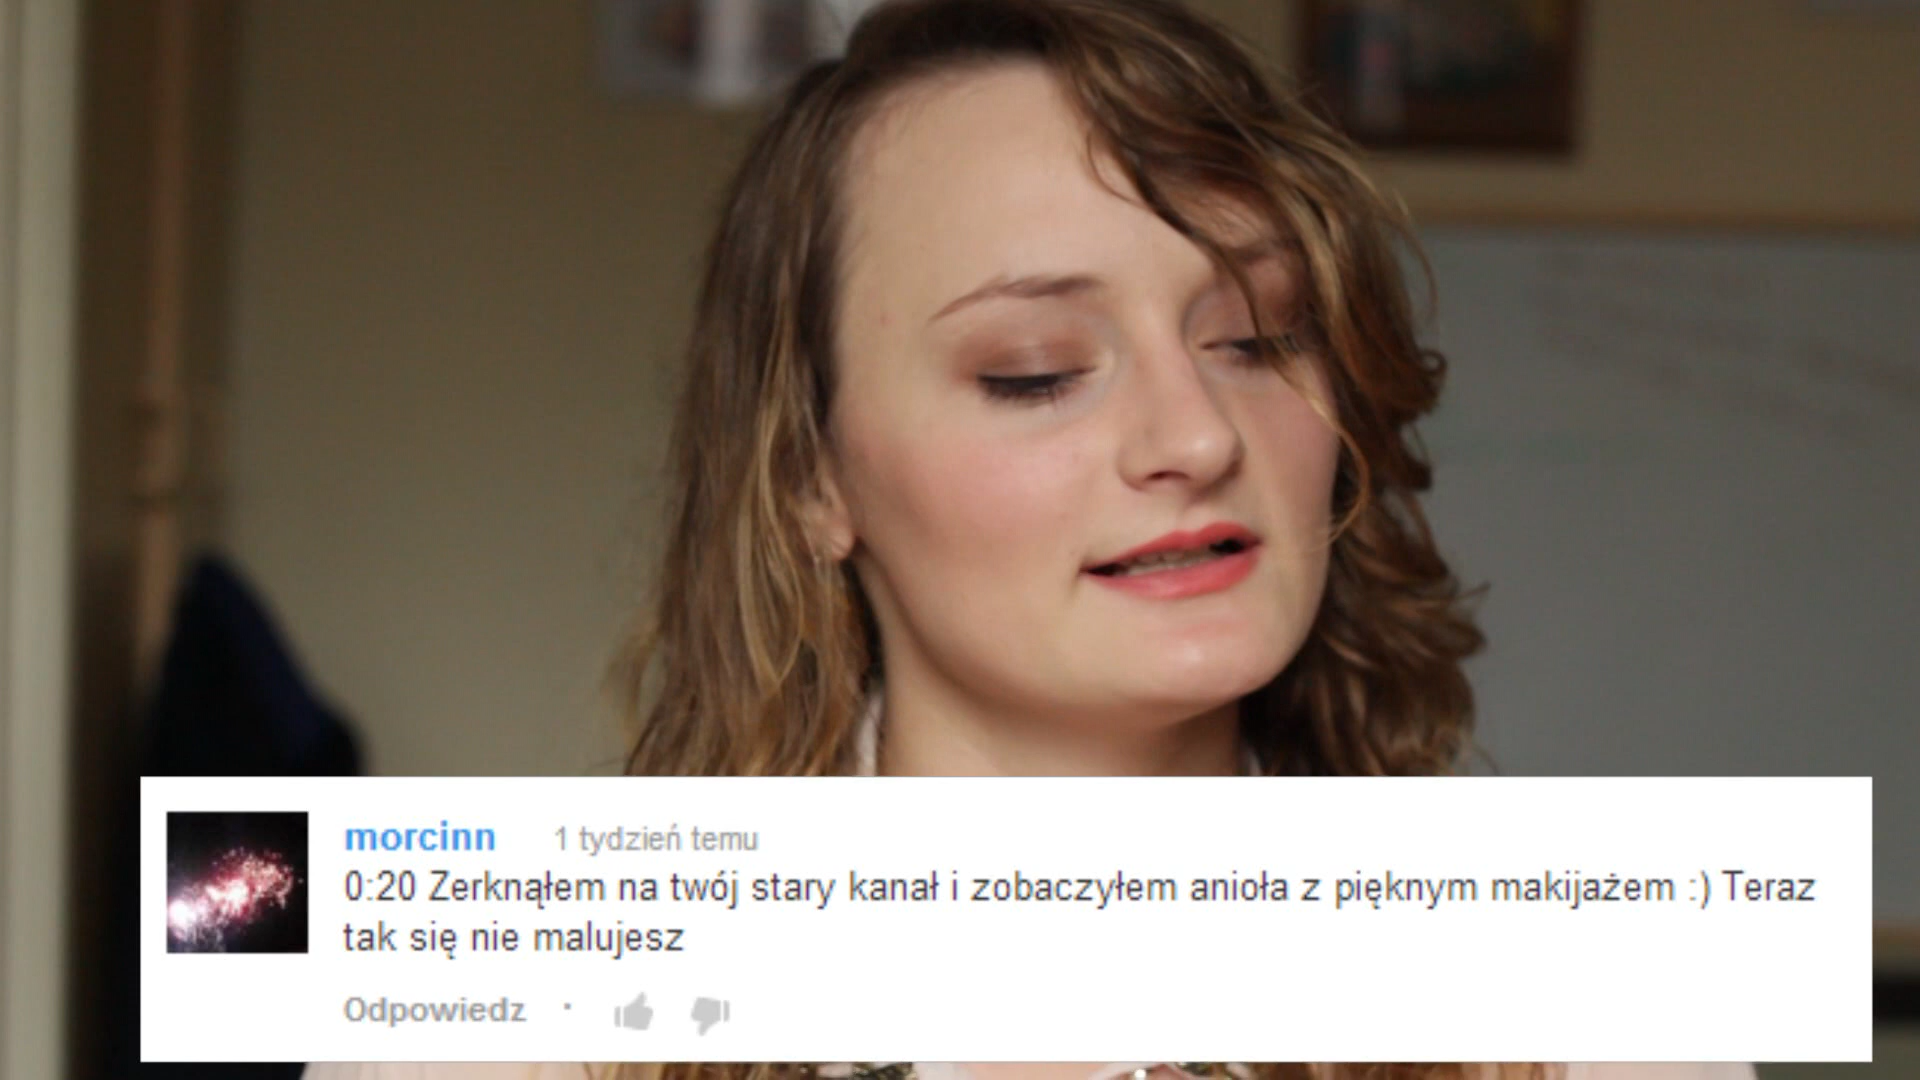 morcinn 1 tydzień temu
0:20 Zerknąłem na twój stary kanał i zobaczyłem anioła z pięknym makijażem :) Teraz
tak się nie malujesz
Odpowiedz ·